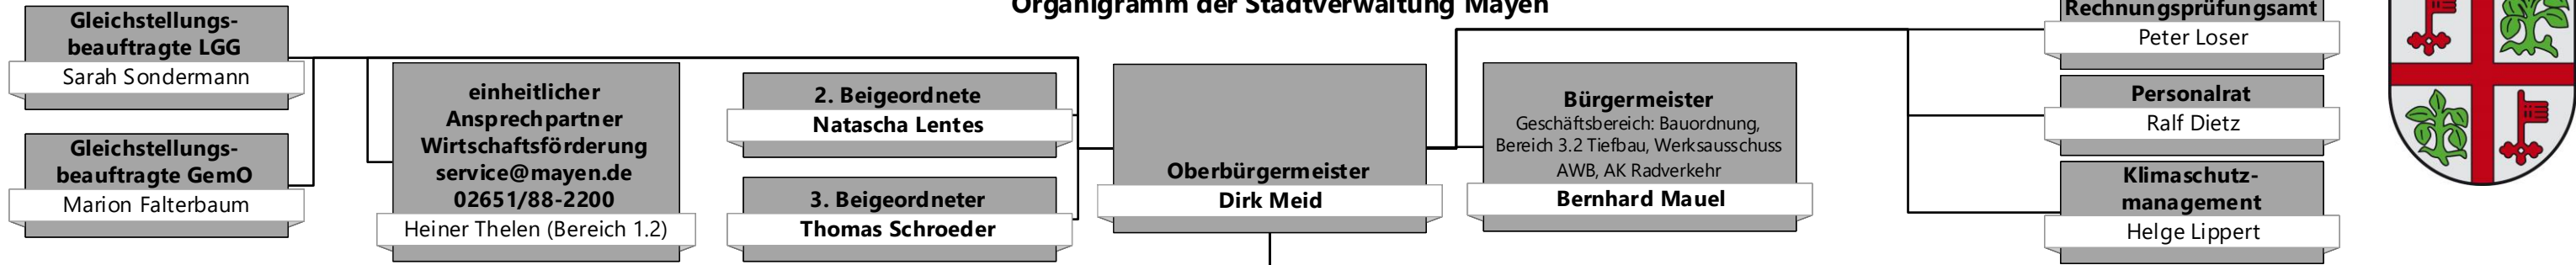 Organigramm der Stadtverwaltung Mayen
Gleichstellungs-
beauftragte LGG
Sarah Sondermann
Gleichstellungs-
beauftragte GemO
Marion Falterbaum
einheitlicher
Ansprechpartner
Wirtschaftsförderung
service@mayen.de
02651/88-2200
Heiner Thelen (Bereich 1.2)
2. Beigeordnete
Natascha Lentes
3. Beigeordneter
Thomas Schroeder
Oberbürgermeister
Dirk Meid
Bürgermeister
Geschäftsbereich: Bauordnung,
Bereich 3.2 Tiefbau, Werksausschuss
AWB, AK Radverkehr
Bernhard Mauel
Rechnungsprüfungsamt
Peter Loser
Personalrat
Ralf Dietz
Klimaschutz-
management
Helge Lippert